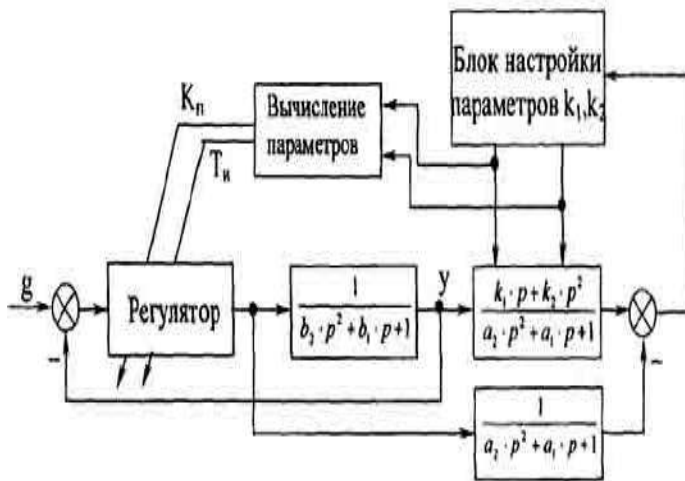 Блок настройки
параметров k₁,k₂
Kп
Вычисление
параметров
Tи
g
Регулятор
1
b₂ · p² + b₁ · p+1
y
k₁ · p+ k₂ · p²
a₂ · p² + a₁ · p+1
−
−
1
a₂ · p² + a₁ · p+1